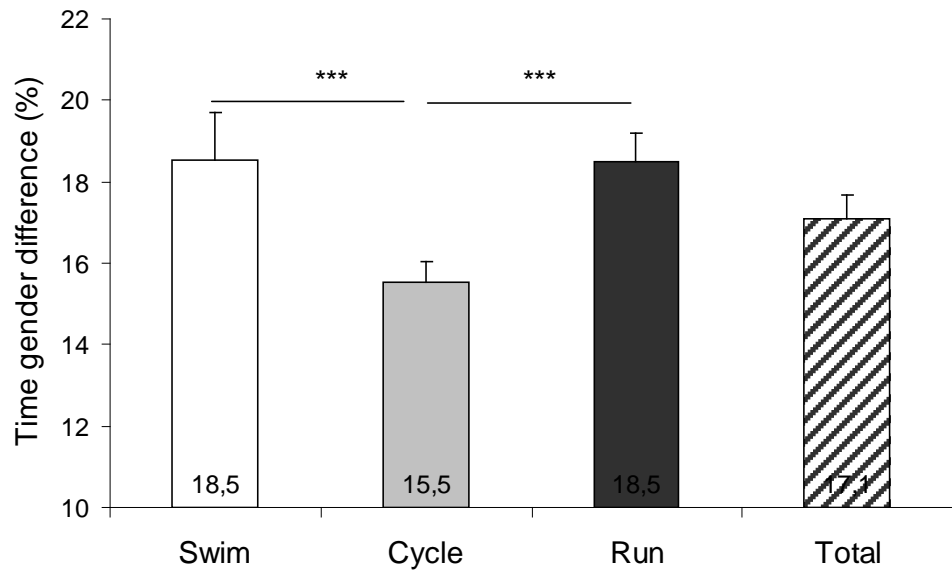 22
20
18
16
14
12
10
Time gender difference (%)
*** ***
18,5 15,5 18,5 17,1
Swim Cycle Run Total